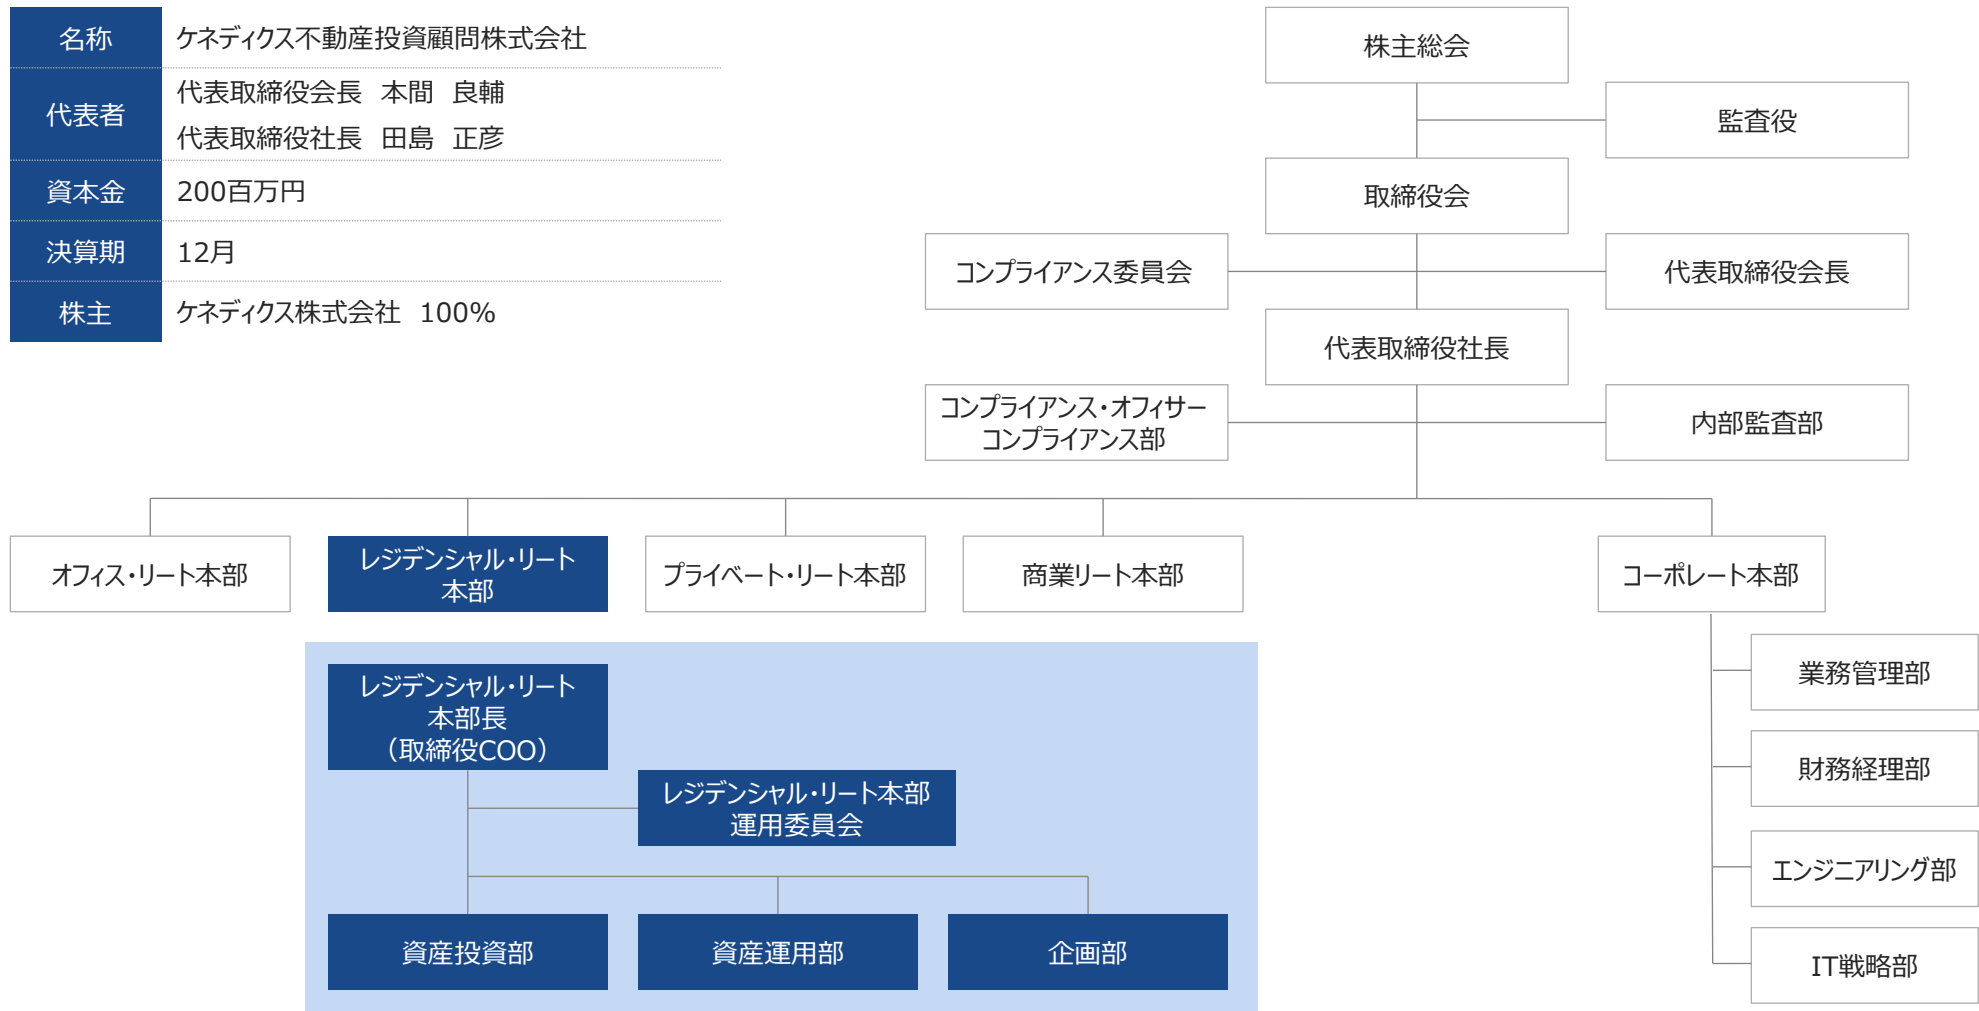 名称
ケネディクス不動産投資顧問株式会社
代表者
代表取締役会長 本間 良輔
代表取締役社長 田島 正彦
資本金
200百万円
決算期
12月
株主
ケネディクス株式会社 100%
株主総会
監査役
取締役会
コンプライアンス委員会
代表取締役会長
代表取締役社長
コンプライアンス・オフィサー
コンプライアンス部
内部監査部
オフィス・リート本部
レジデンシャル・リート
本部
プライベート・リート本部
商業リート本部
コーポレート本部
レジデンシャル・リート
本部長
（取締役COO）
レジデンシャル・リート本部
運用委員会
資産投資部
資産運用部
企画部
業務管理部
財務経理部
エンジニアリング部
IT戦略部